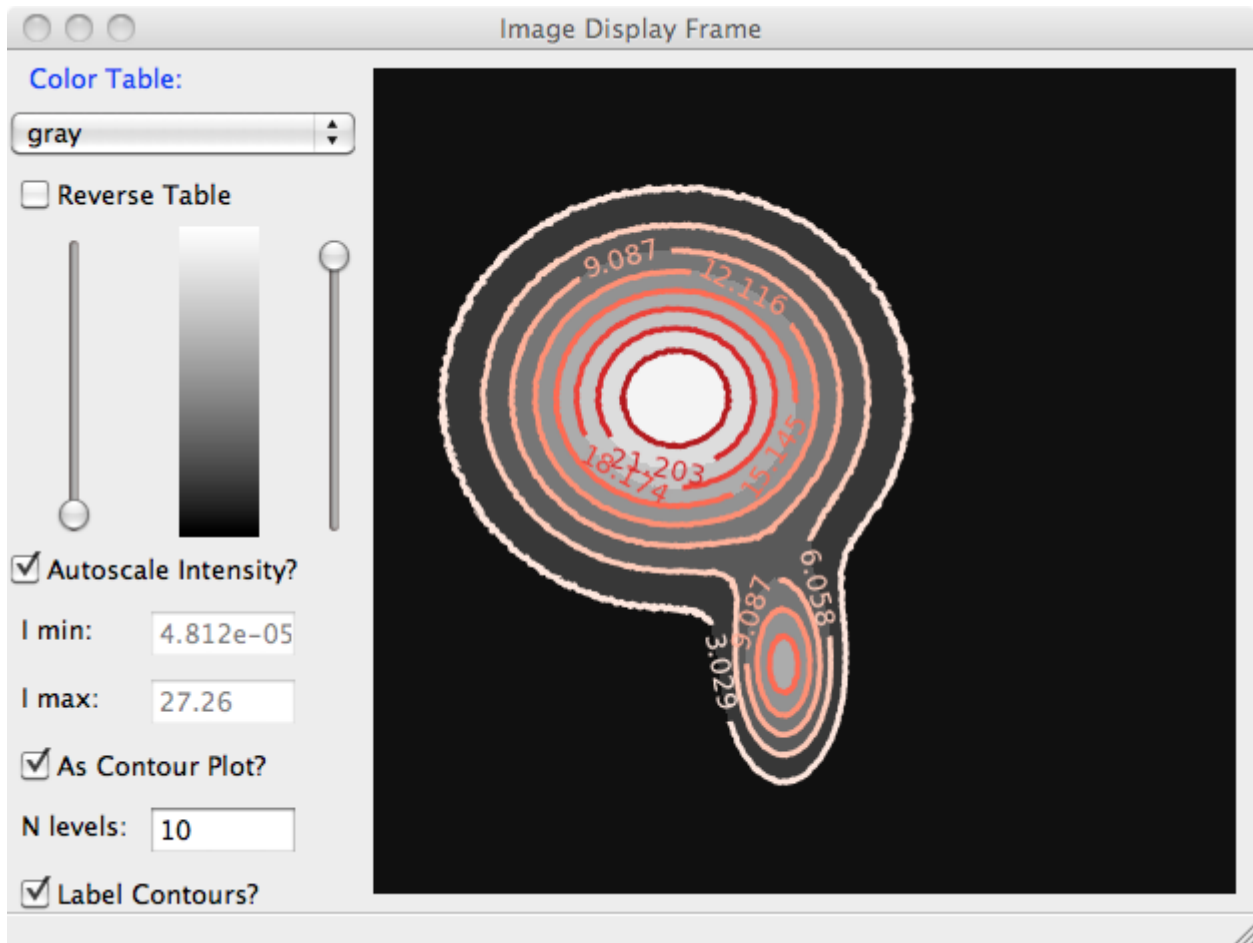 Image Display Frame
Color Table:
gray
Reverse Table
Autoscale Intensity?
I min: 4.812e-05
I max: 27.26
As Contour Plot?
N levels: 10
Label Contours?
9.087
12.116
15.145
18.174
21.203
6.058
9.087
3.029